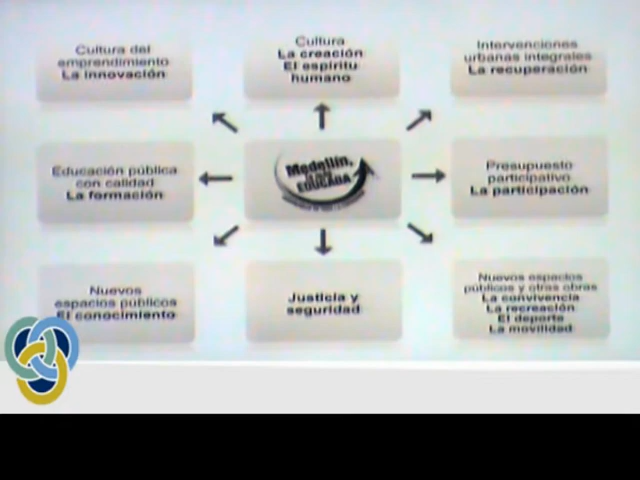 Cultura del
emprendimiento
La innovación
Cultura
La creación
El espíritu
humano
Intervenciones
urbanas integrales
La recuperación
Educación pública
con calidad
La formación
Medellín,
EDUCADA
Presupuesto
participativo
La participación
Nuevos
espacios públicos
El conocimiento
Justicia y
seguridad
Nuevos espacios
públicos y otras obras
La convivencia
La recreación
El deporte
La movilidad